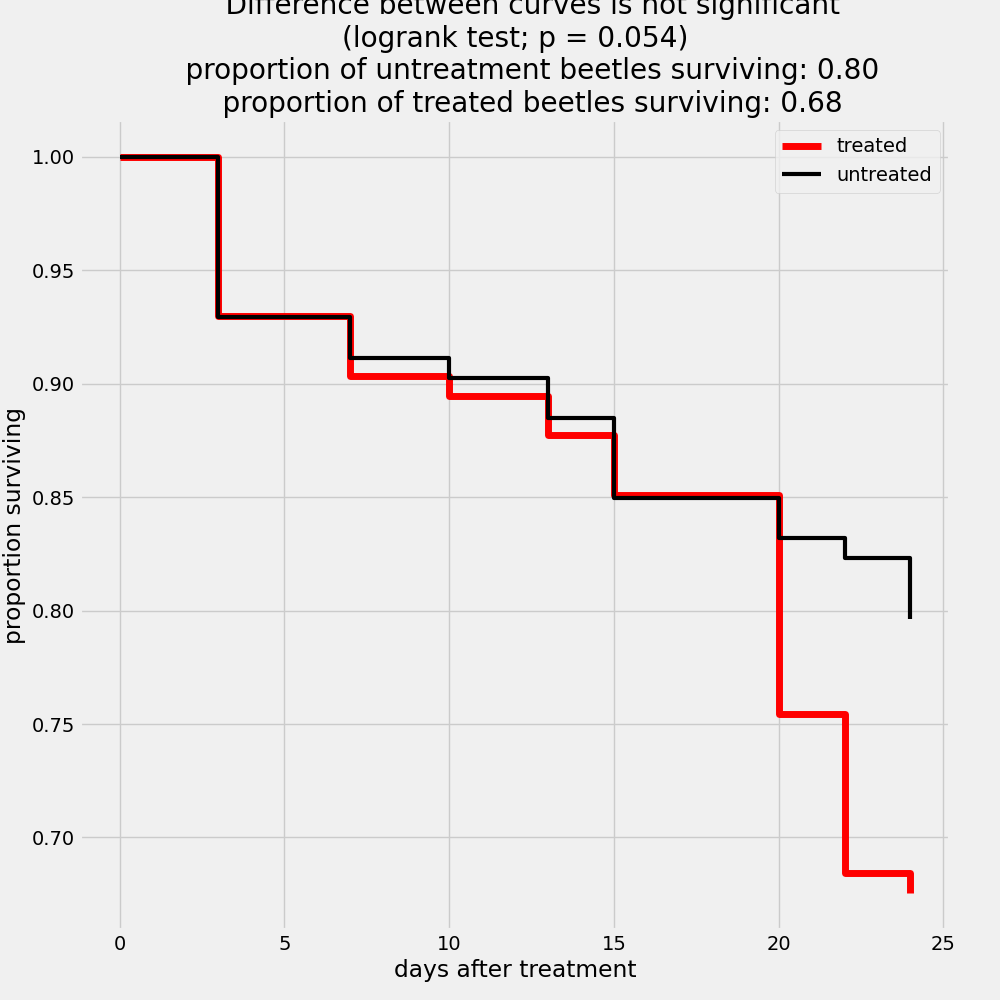 Difference between curves is not significant
(logrank test; p = 0.054)
proportion of untreatment beetles surviving: 0.80
proportion of treated beetles surviving: 0.68
treated
untreated
1.00
0.95
0.90
0.85
0.80
0.75
0.70
proportion surviving
0 5 10 15 20 25
days after treatment